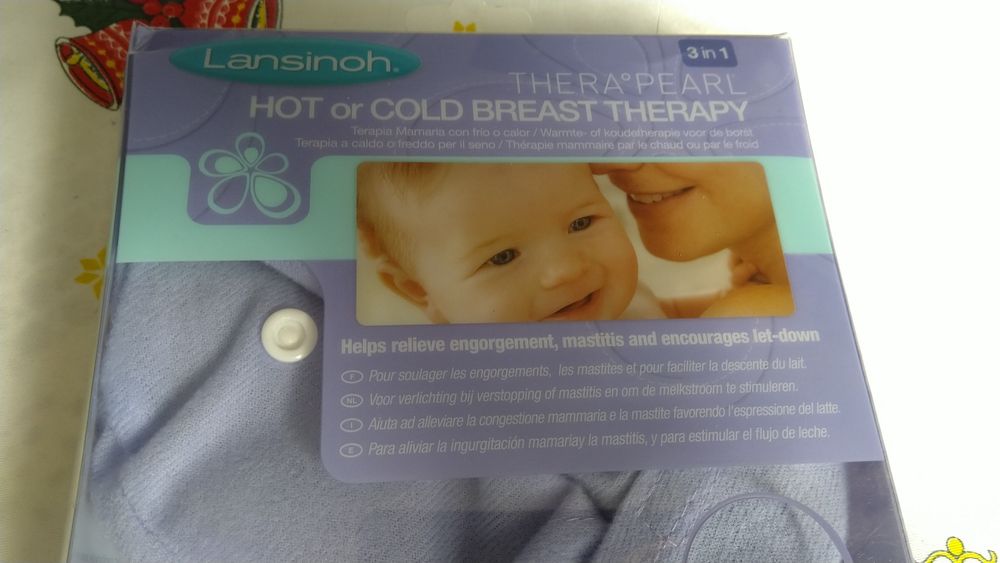 Lansinoh®
3 in 1
THERA°PEARL
HOT or COLD BREAST THERAPY
Terapia Mamaria con frío o calor / Warmte- of koudetherapie voor de borst
Terapia a caldo o freddo per il seno / Thérapie mammaire par le chaud ou par le froid
Helps relieve engorgement, mastitis and encourages let-down
F Pour soulager les engorgements, les mastites et pour faciliter la descente du lait.
NL Voor verlichting bij verstopping of mastitis en om de melkstroom te stimuleren.
I Aiuta ad alleviare la congestione mammaria e la mastite favorendo l'espressione del latte.
E Para aliviar la ingurgitación mamariay la mastitis, y para estimular el flujo de leche.